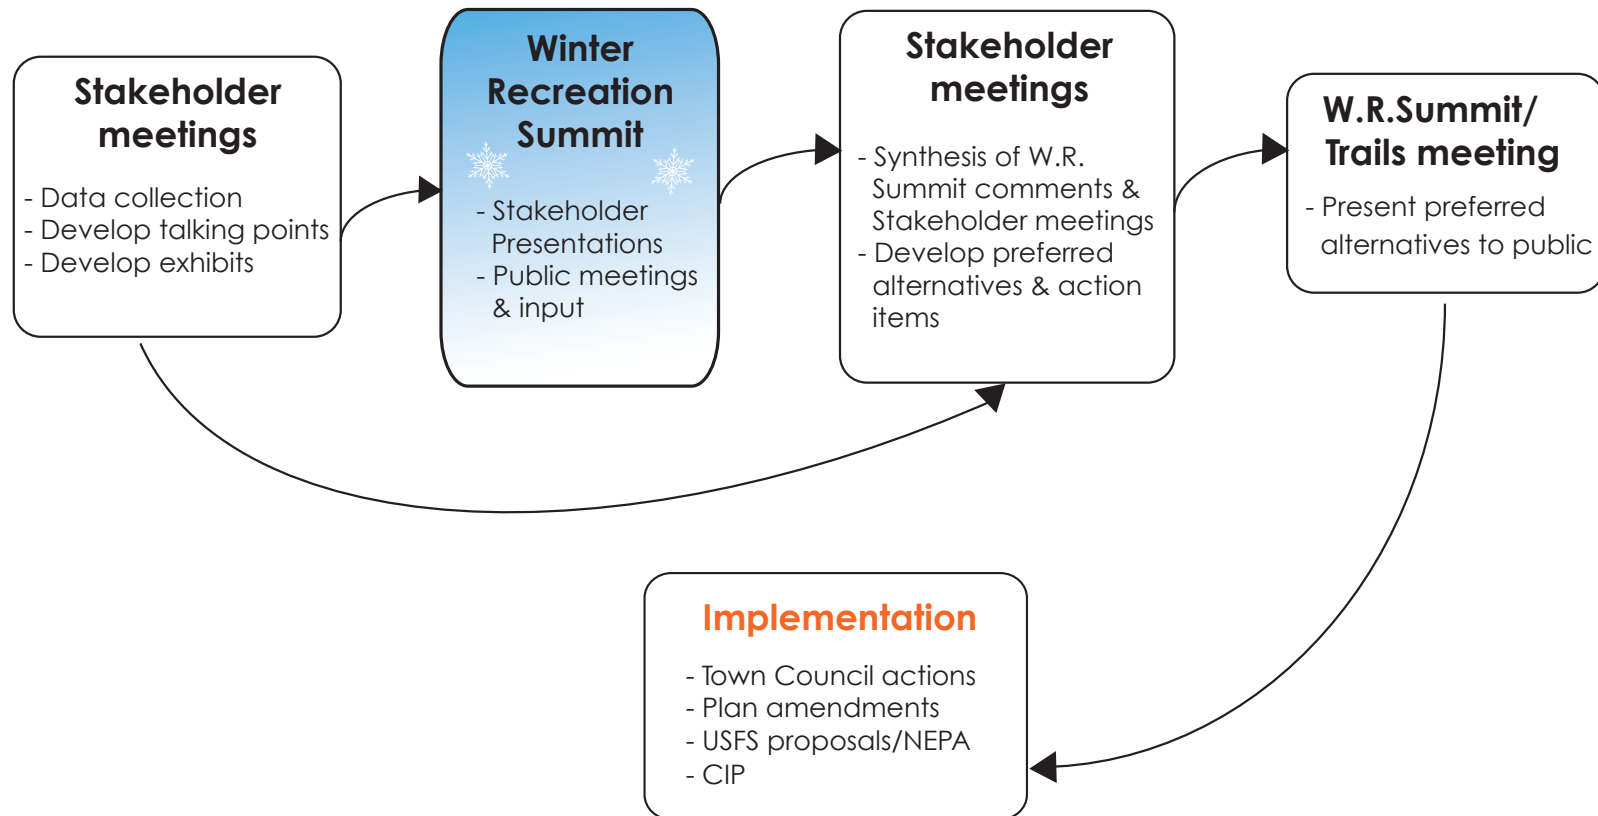 Stakeholder
meetings
- Data collection
- Develop talking points
- Develop exhibits
Winter
Recreation
Summit
- Stakeholder
Presentations
- Public meetings
& input
Stakeholder
meetings
- Synthesis of W.R.
Summit comments &
Stakeholder meetings
- Develop preferred
alternatives & action
items
W.R.Summit/
Trails meeting
- Present preferred
alternatives to public
Implementation
- Town Council actions
- Plan amendments
- USFS proposals/NEPA
- CIP